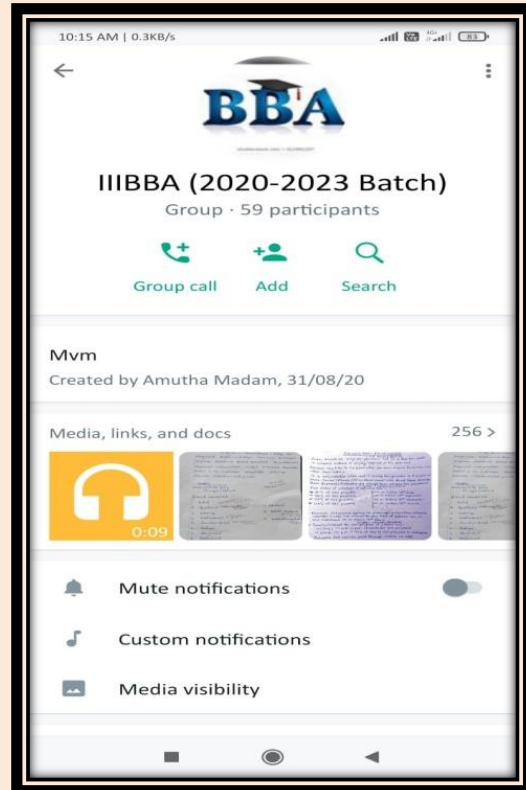 10:15 AM | 0.3KB/s
83
BBA
IIIBBA (2020-2023 Batch)
Group · 59 participants
Group call Add Search
Mvm
Created by Amutha Madam, 31/08/20
Media, links, and docs 256 >
0:09
Mute notifications
Custom notifications
Media visibility